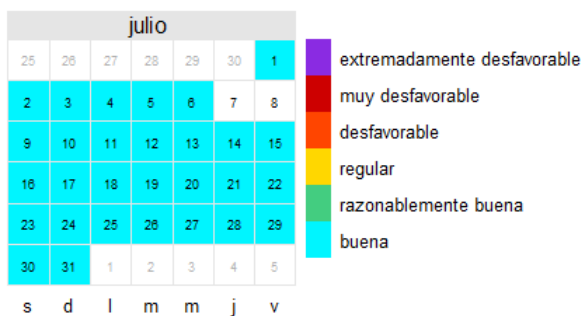 julio
25 26 27 28 29 30 1
2 3 4 5 6 7 8
9 10 11 12 13 14 15
16 17 18 19 20 21 22
23 24 25 26 27 28 29
30 31 1 2 3 4 5
s d l m m j v
extremadamente desfavorable
muy desfavorable
desfavorable
regular
razonablemente buena
buena